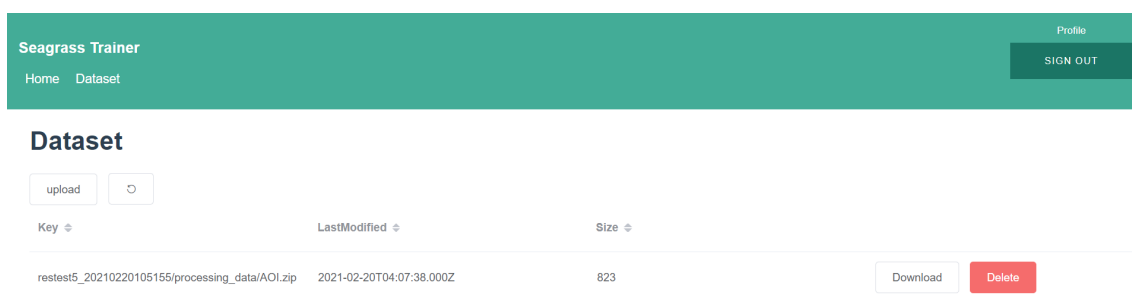 Profile
Seagrass Trainer
SIGN OUT
Home Dataset
Dataset
upload
Key LastModified Size
restest5_20210220105155/processing_data/AOI.zip 2021-02-20T04:07:38.000Z 823 Download Delete